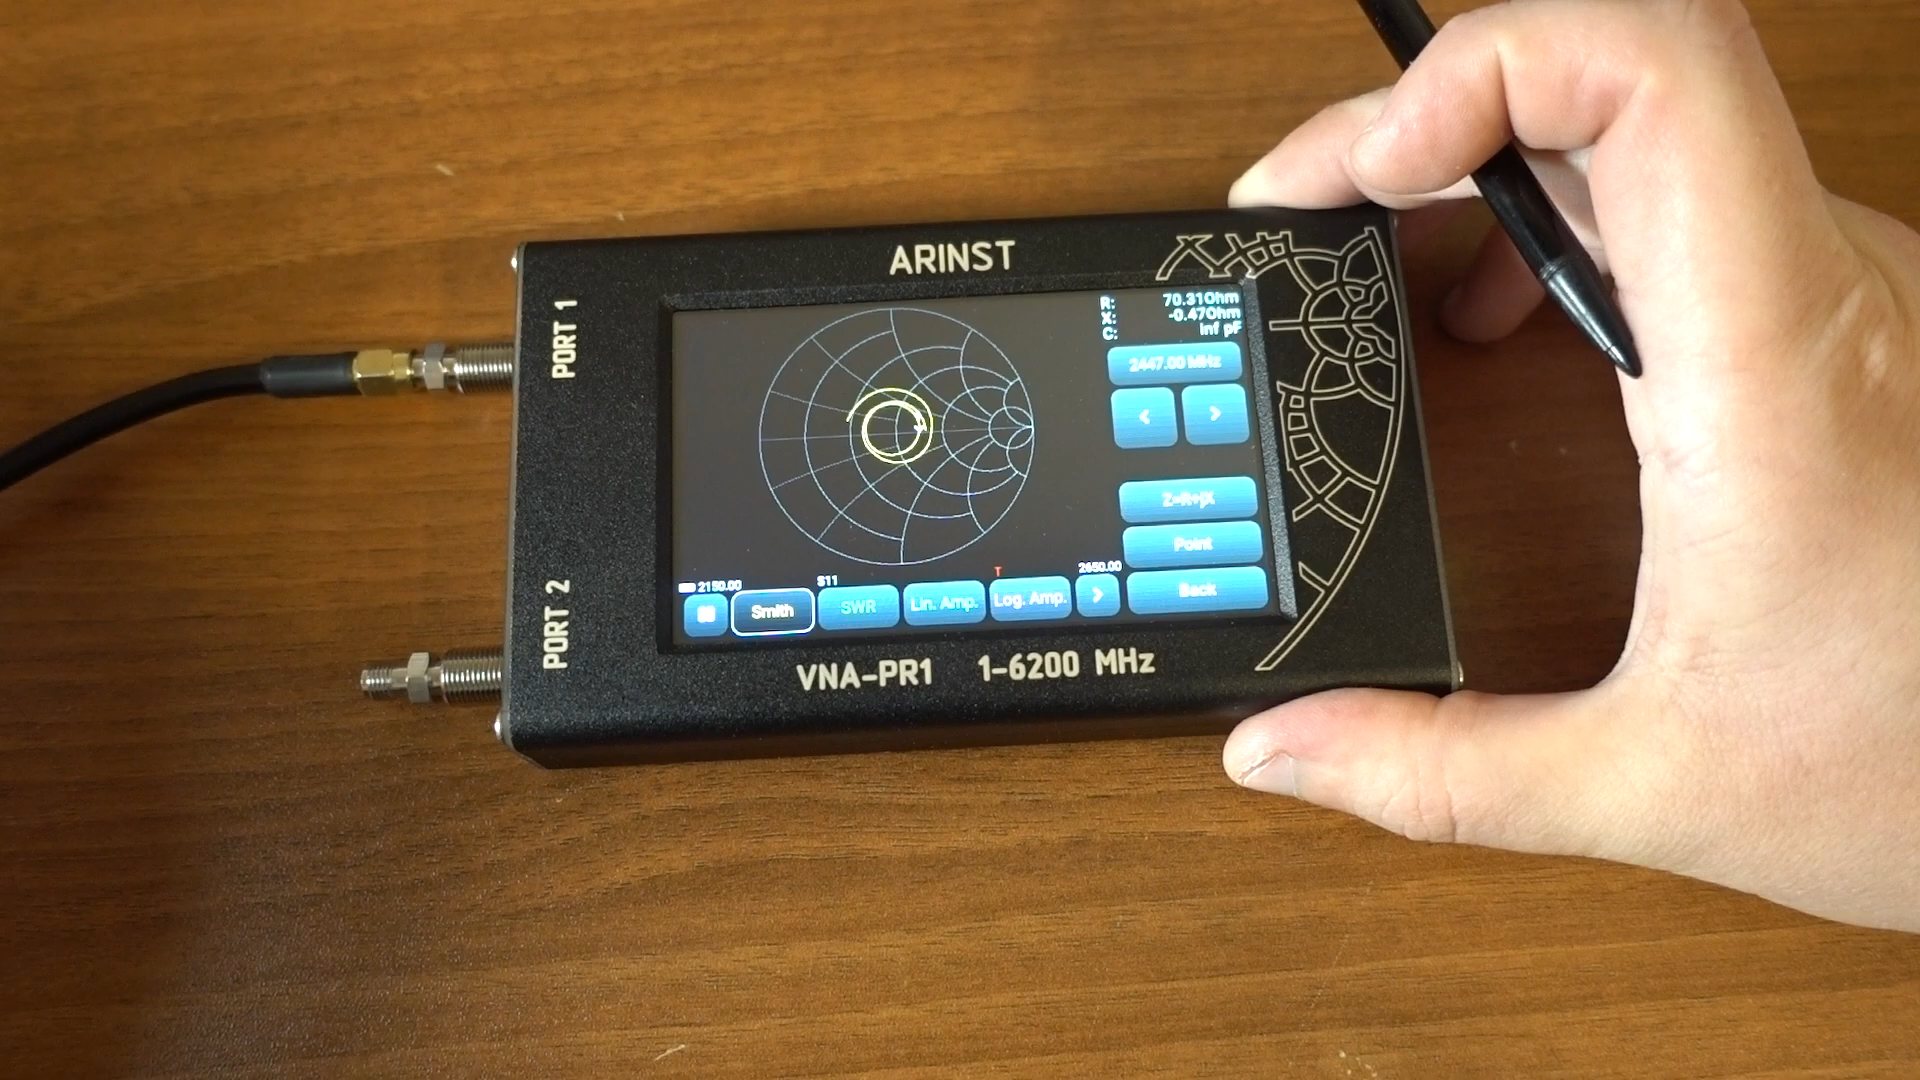 ARINST
PORT 1
PORT 2
R: 70.31Ohm
X: -0.47Ohm
C: inf pF
2447.00 MHz
<
>
Z=R+jX
Point
Back
2150.00
S11
T
2650.00
Smith
SWR
Lin. Amp.
Log. Amp.
>
VNA-PR1 1-6200 MHz